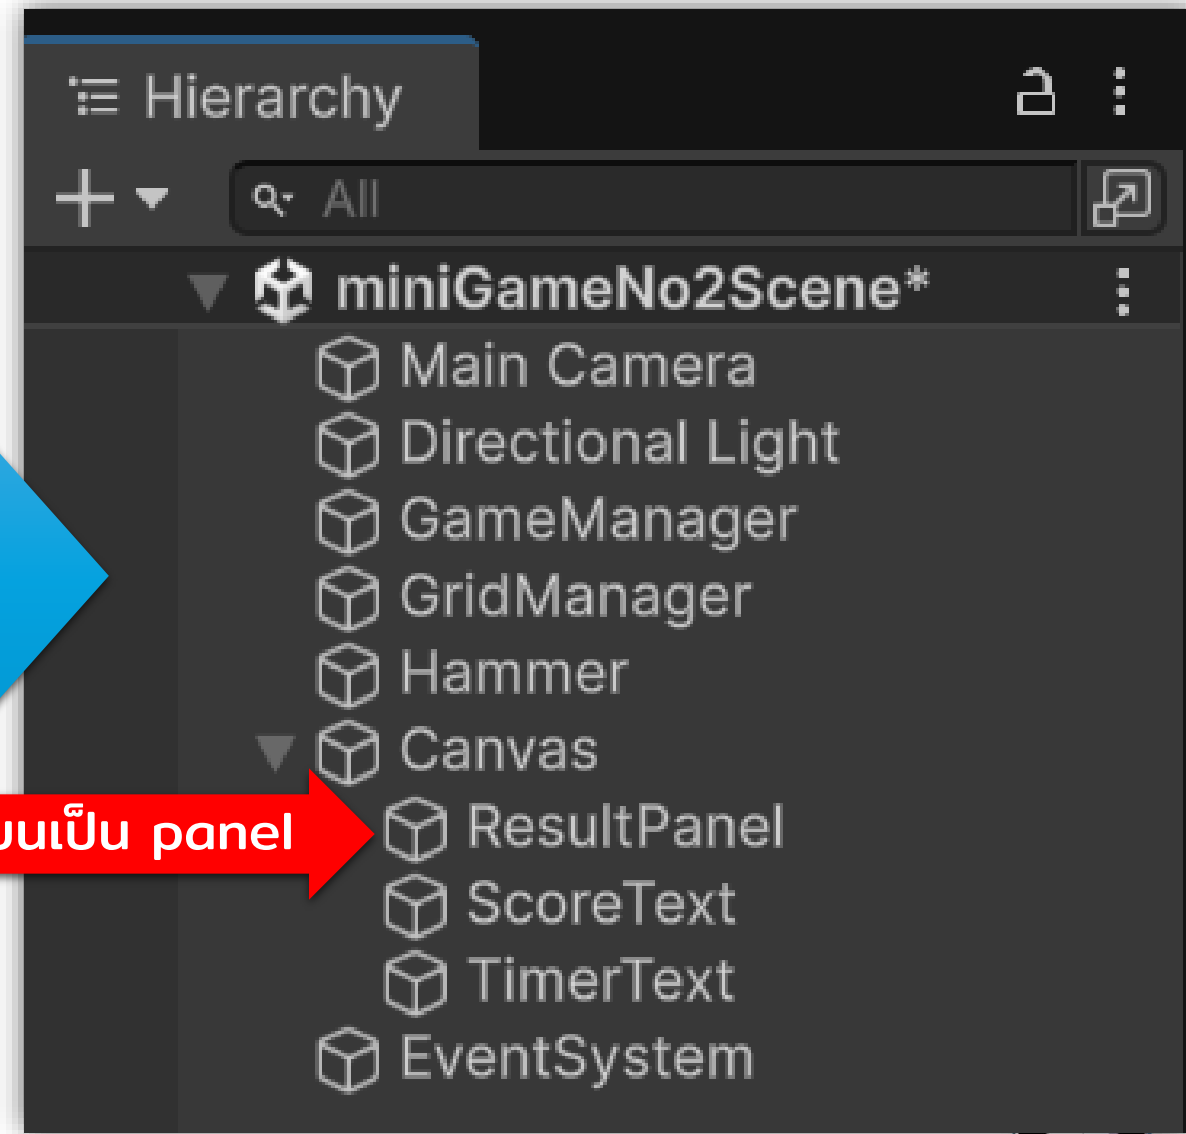 Hierarchy
All
miniGameNo2Scene*
Main Camera
Directional Light
GameManager
GridManager
Hammer
Canvas
เป็น panel
ResultPanel
ScoreText
TimerText
EventSystem